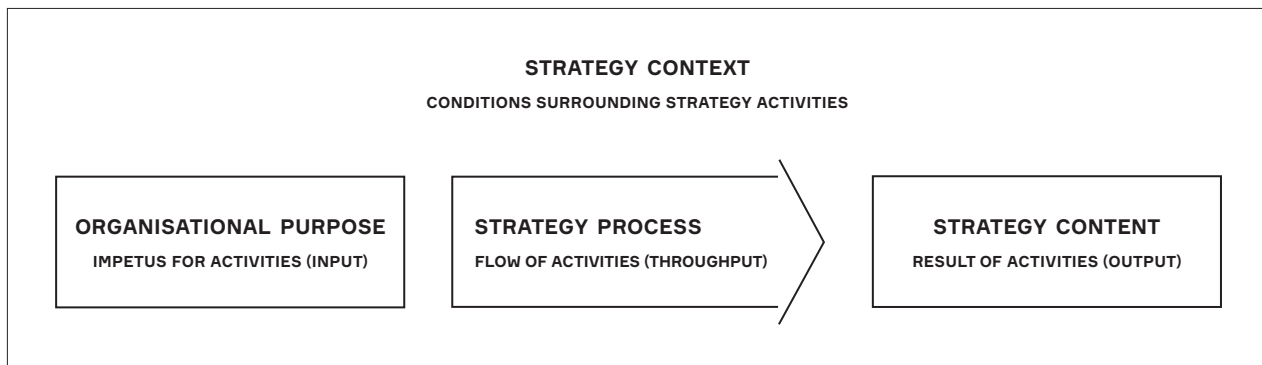 STRATEGY CONTEXT
CONDITIONS SURROUNDING STRATEGY ACTIVITIES
ORGANISATIONAL PURPOSE
IMPETUS FOR ACTIVITIES (INPUT)
STRATEGY PROCESS
FLOW OF ACTIVITIES (THROUGHPUT)
STRATEGY CONTENT
RESULT OF ACTIVITIES (OUTPUT)